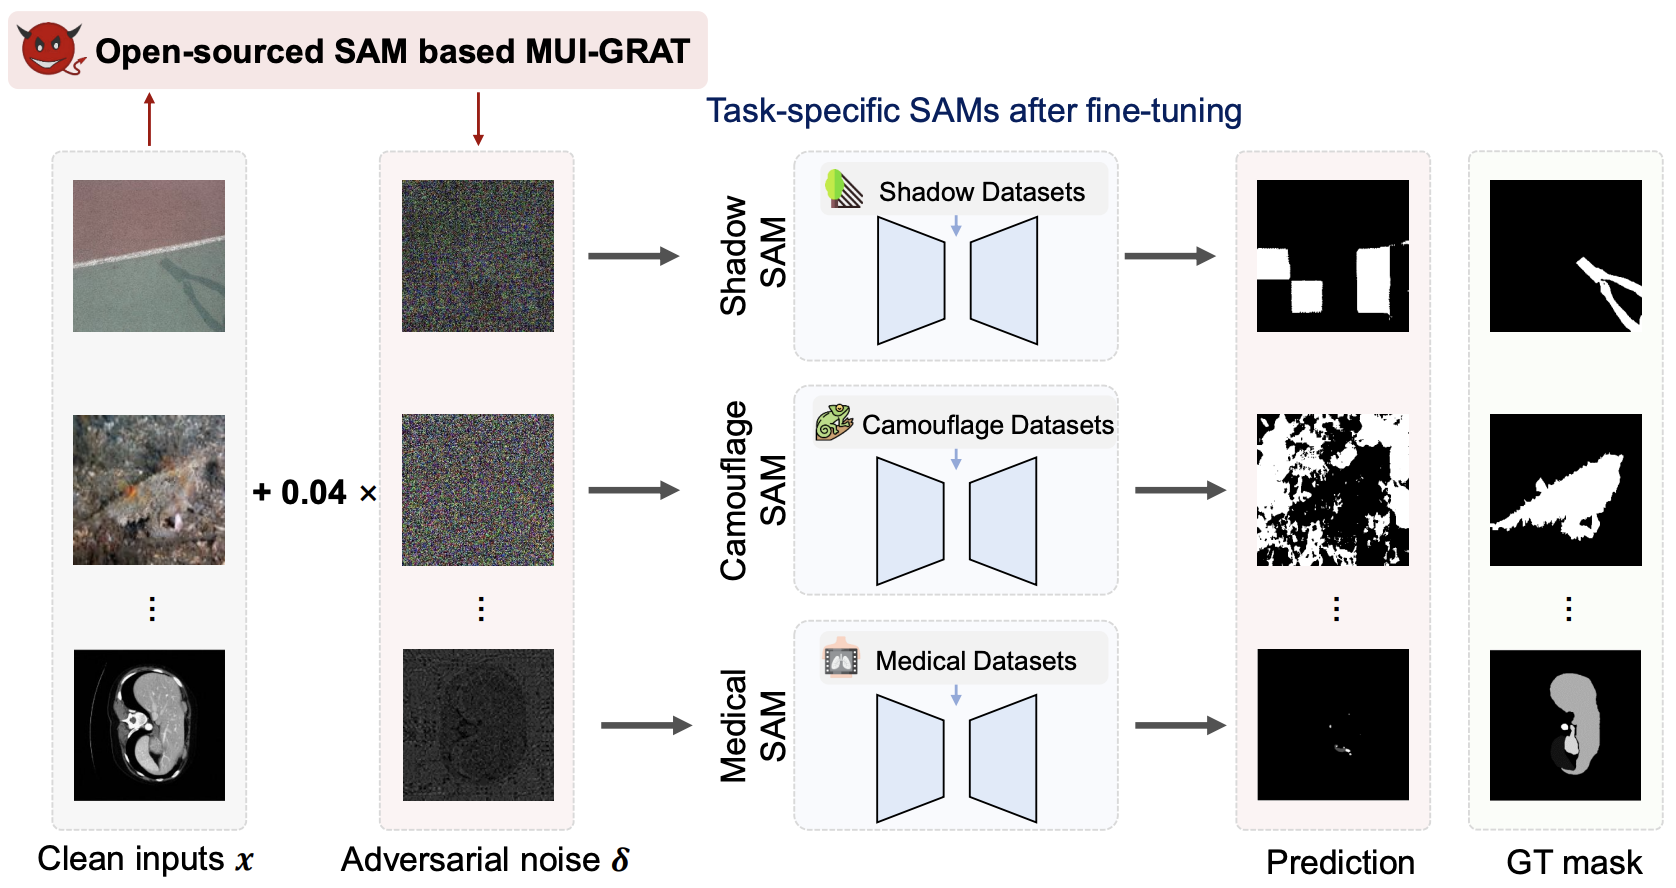 Open-sourced SAM based MUI-GRAT
Task-specific SAMs after fine-tuning
Shadow
SAM
Shadow Datasets
Camouflage
SAM
Camouflage Datasets
+ 0.04 ×
Medical
SAM
Medical Datasets
Clean inputs x
Adversarial noise δ
Prediction
GT mask